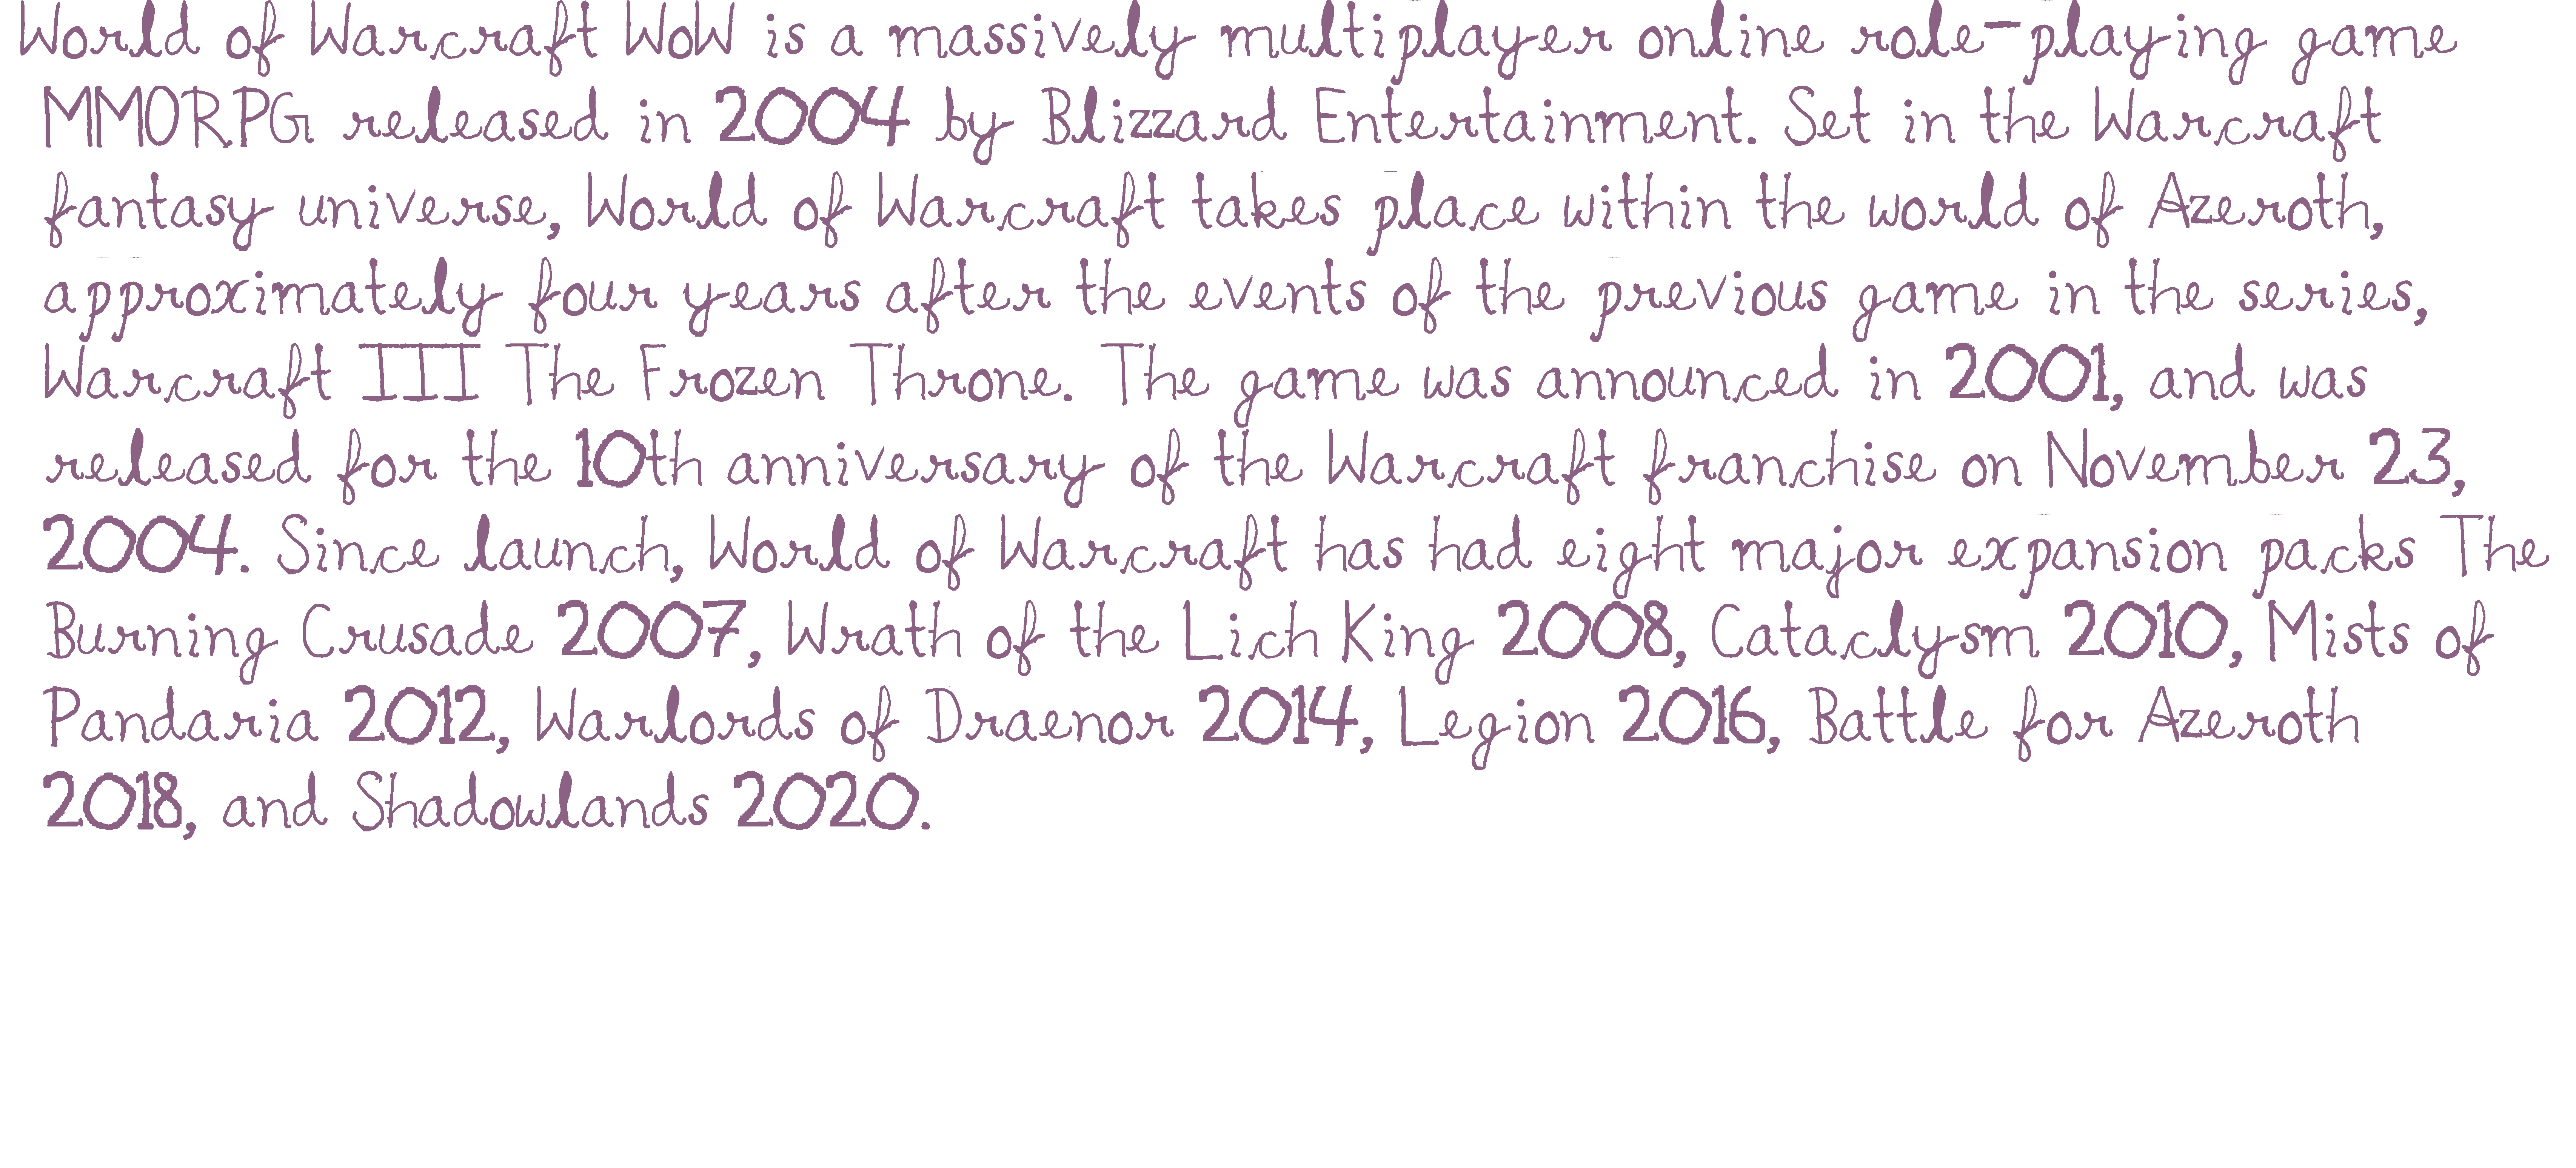 World of Warcraft WoW is a massively multiplayer online role-playing game
MMORPG released in 2004 by Blizzard Entertainment. Set in the Warcraft
fantasy universe, World of Warcraft takes place within the world of Azeroth,
approximately four years after the events of the previous game in the series,
Warcraft III The Frozen Throne. The game was announced in 2001, and was
released for the 10th anniversary of the Warcraft franchise on November 23,
2004. Since launch, World of Warcraft has had eight major expansion packs The
Burning Crusade 2007, Wrath of the Lich King 2008, Cataclysm 2010, Mists of
Pandaria 2012, Warlords of Draenor 2014, Legion 2016, Battle for Azeroth
2018, and Shadowlands 2020.